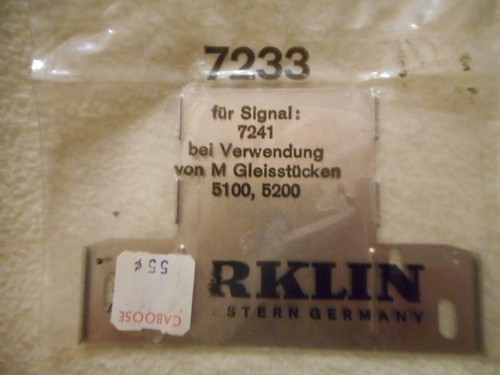 7233
für Signal:
7241
bei Verwendung
von M Gleisstücken
5100, 5200
RKLIN
STERN GERMANY
55¢
CABOOSE